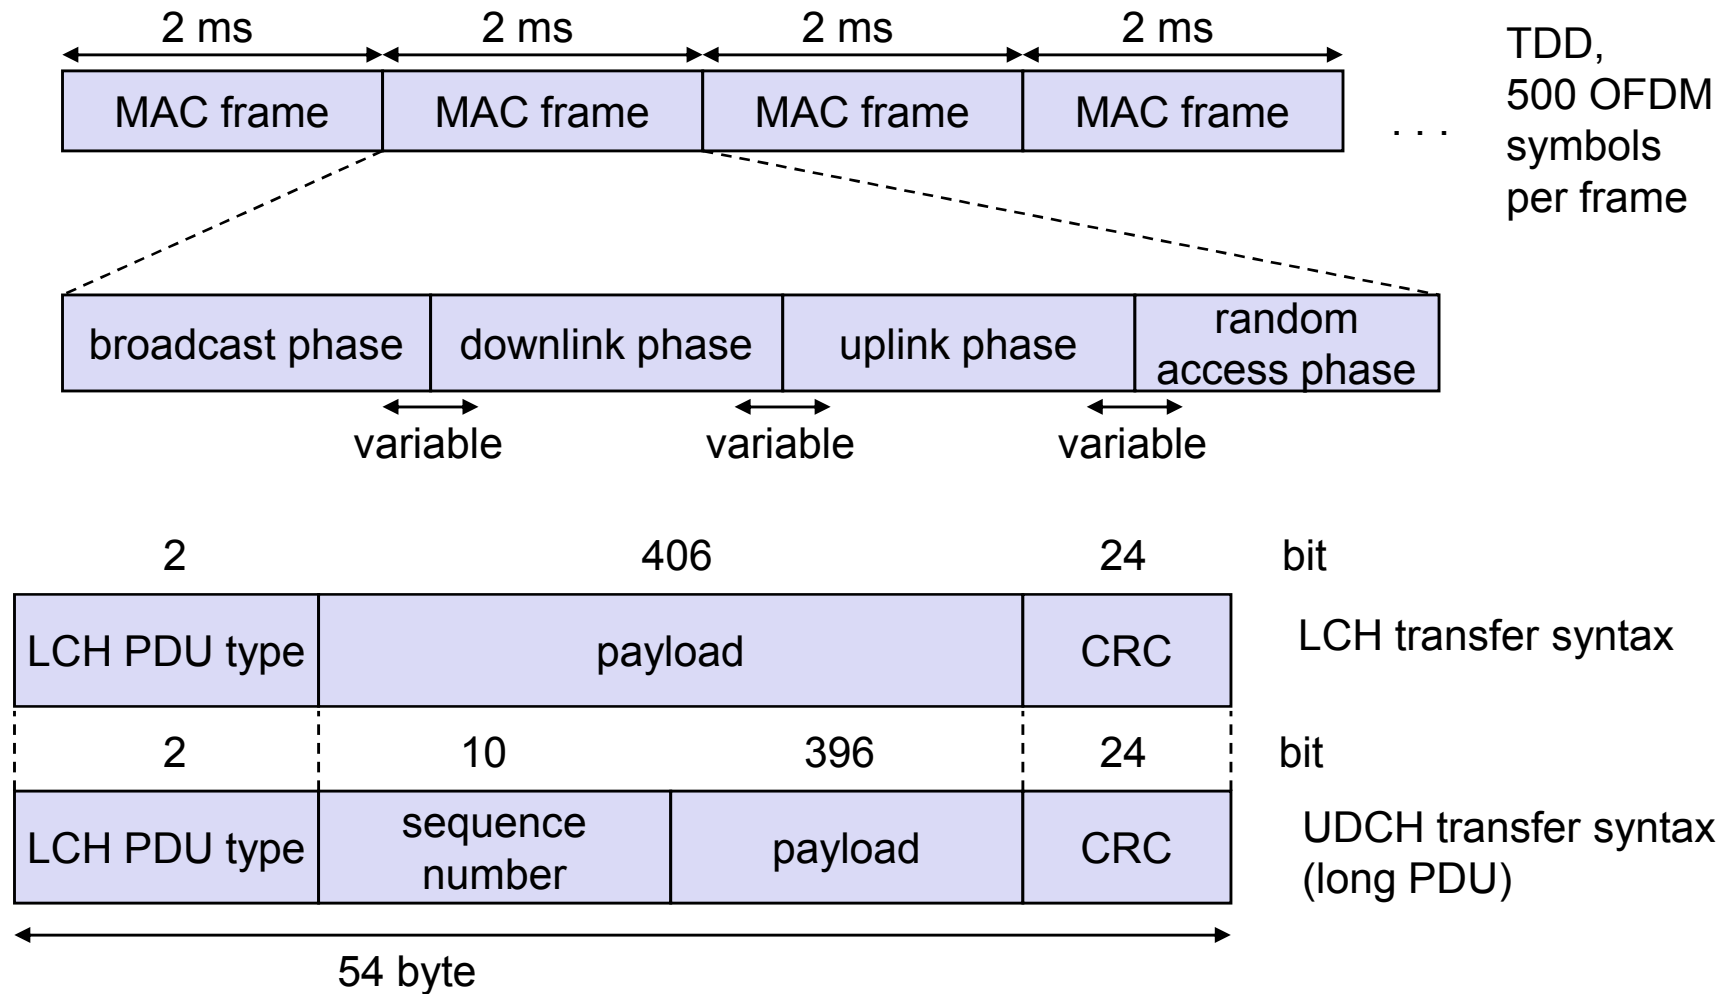 2 ms
2 ms
2 ms
2 ms
TDD,
500 OFDM
symbols
per frame
MAC frame
MAC frame
MAC frame
MAC frame
. . .
broadcast phase
downlink phase
uplink phase
random
access phase
variable
variable
variable
2
406
24
bit
LCH PDU type
payload
CRC
LCH transfer syntax
2
10
396
24
bit
LCH PDU type
sequence
number
payload
CRC
UDCH transfer syntax
(long PDU)
54 byte